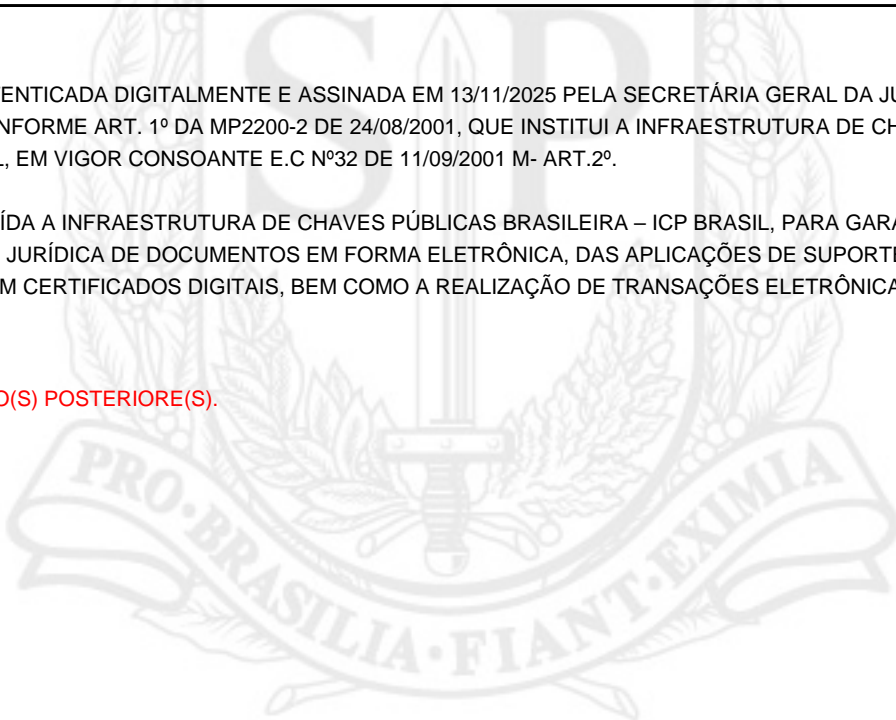 ENTICADA DIGITALMENTE E ASSINADA EM 13/11/2025 PELA SECRETÁRIA GERAL DA JU
NFORME ART. 1º DA MP2200-2 DE 24/08/2001, QUE INSTITUI A INFRAESTRUTURA DE CH
L, EM VIGOR CONSOANTE E.C Nº32 DE 11/09/2001 M- ART.2º.
ÍDA A INFRAESTRUTURA DE CHAVES PÚBLICAS BRASILEIRA – ICP BRASIL, PARA GARA
JURÍDICA DE DOCUMENTOS EM FORMA ELETRÔNICA, DAS APLICAÇÕES DE SUPORTE
M CERTIFICADOS DIGITAIS, BEM COMO A REALIZAÇÃO DE TRANSAÇÕES ELETRÔNICA
O(S) POSTERIORE(S).
SP
PRO·BRASILIA·FIANT·EXIMIA